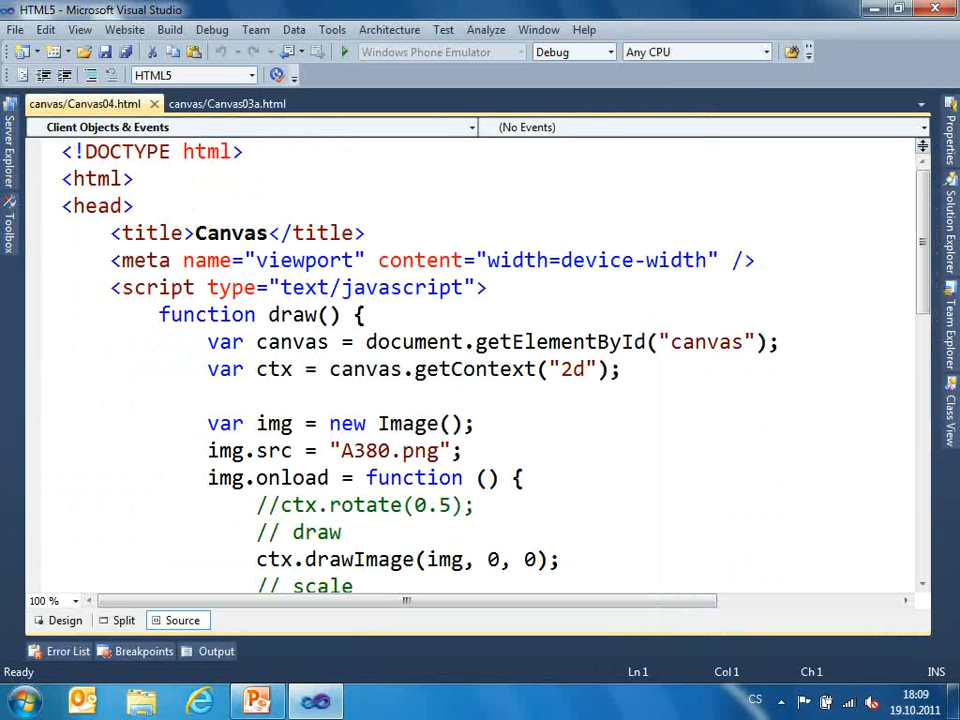 HTML5 - Microsoft Visual Studio
File Edit View Website Build Debug Team Data Tools Architecture Test Analyze Window Help
Windows Phone Emulator Debug Any CPU
HTML5
canvas/Canvas04.html canvas/Canvas03a.html
Client Objects & Events (No Events)
<!DOCTYPE html>
<html>
<head>
<title>Canvas</title>
<meta name="viewport" content="width=device-width" />
<script type="text/javascript">
function draw() {
var canvas = document.getElementById("canvas");
var ctx = canvas.getContext("2d");
var img = new Image();
img.src = "A380.png";
img.onload = function () {
//ctx.rotate(0.5);
// draw
ctx.drawImage(img, 0, 0);
// scale
100 %
Design Split Source
Error List Breakpoints Output
Ready Ln 1 Col 1 Ch 1 INS
CS 18:09
19.10.2011
Server Explorer
Toolbox
Properties
Solution Explorer
Team Explorer
Class View